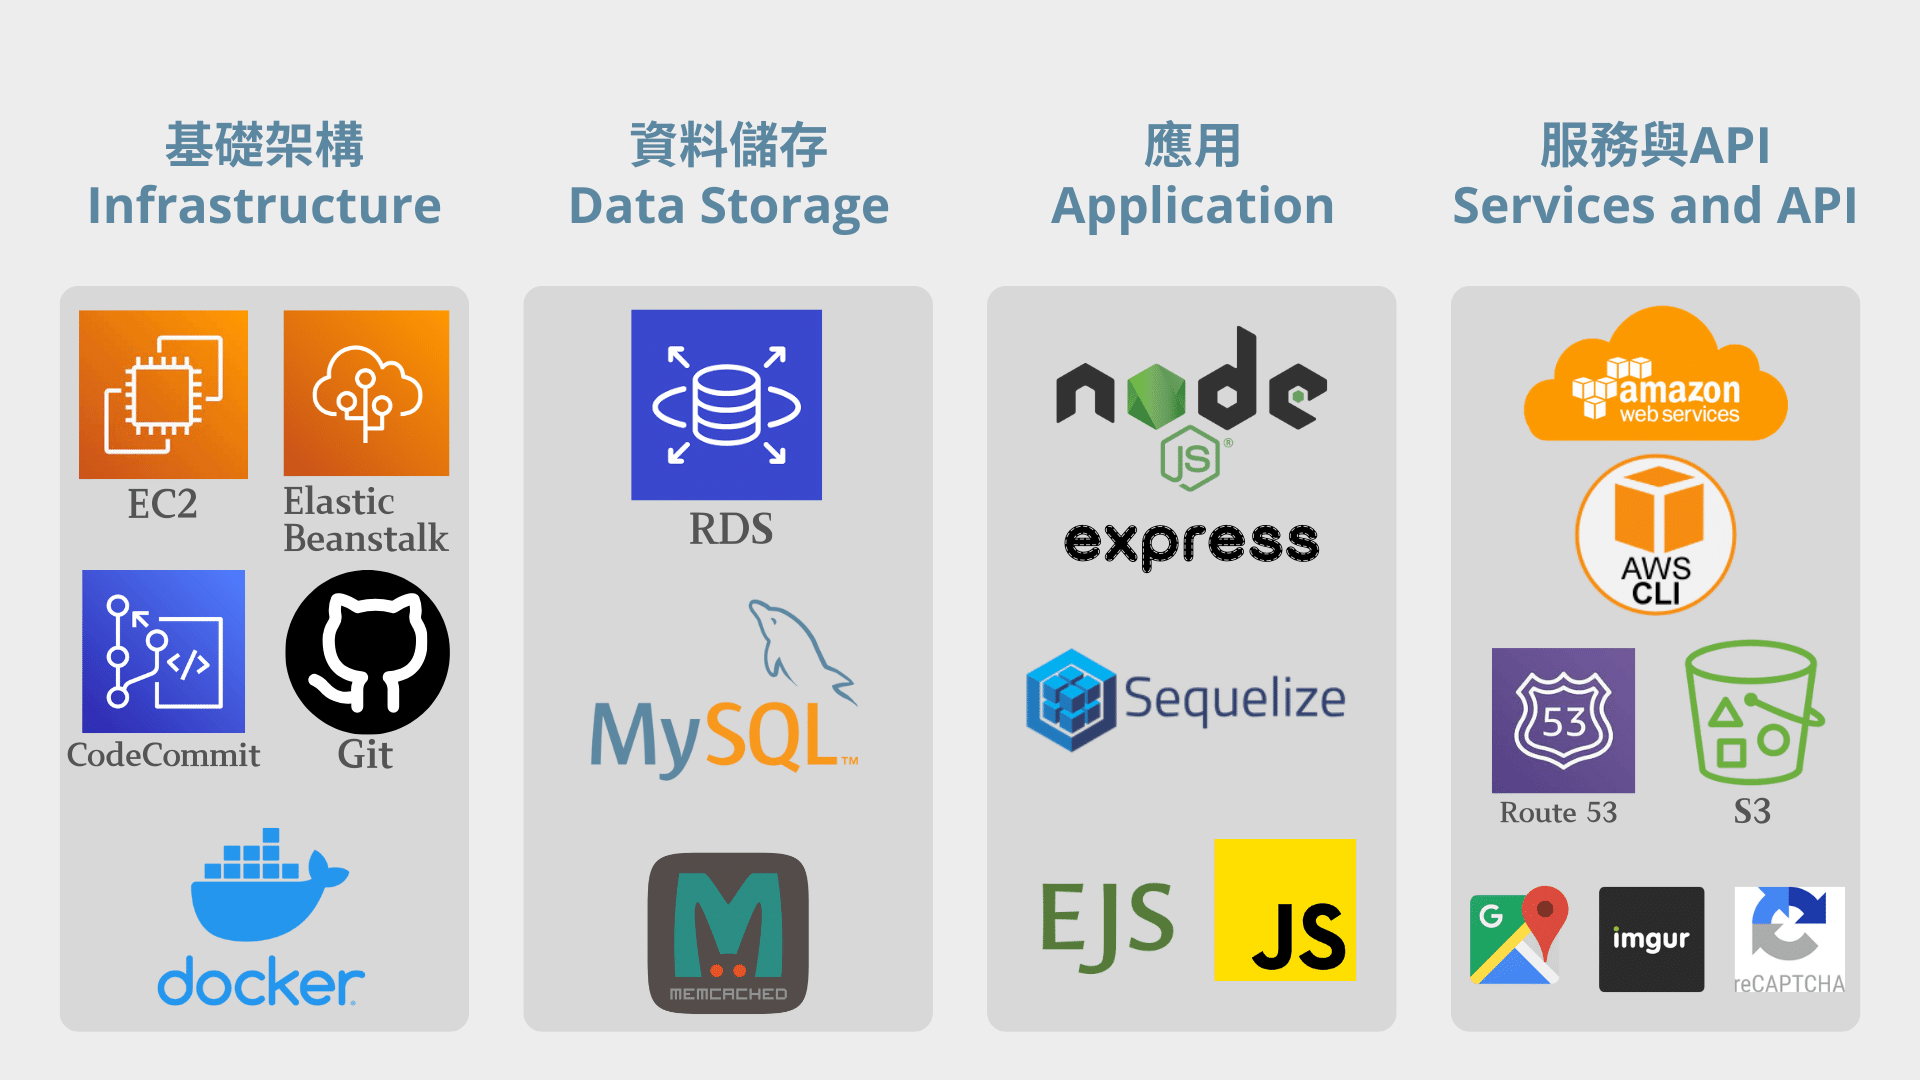 基礎架構
Infrastructure
EC2
Elastic
Beanstalk
CodeCommit
Git
docker
資料儲存
Data Storage
RDS
MySQL™
MEMCACHED
應用
Application
node
JS®
express
Sequelize
EJS
JS
服務與API
Services and API
amazon
web services
AWS
CLI
53
Route 53
S3
G
imgur
reCAPTCHA